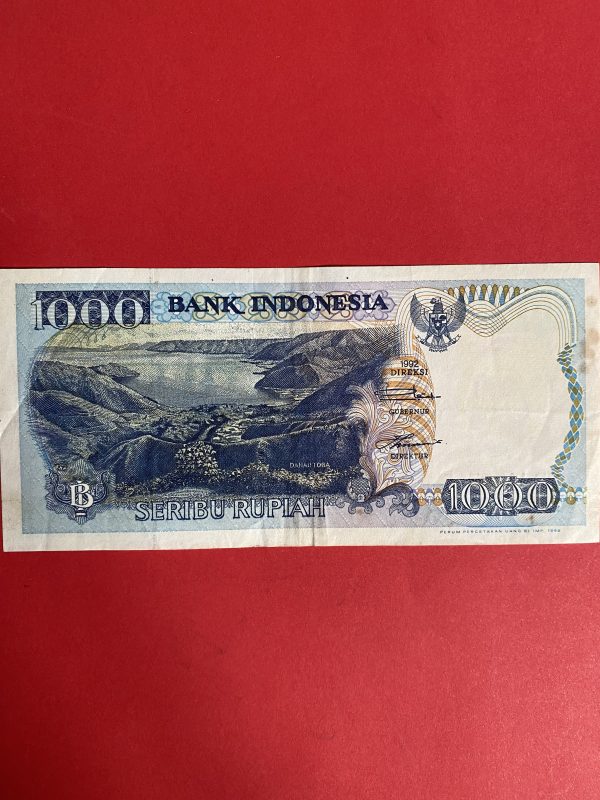 1000
BANK INDONESIA
1992
DIREKSI
GUBERNUR
DIREKTUR
DANAU TOBA
B
SERIBU RUPIAH
1000
PERUM PERCETAKAN UANG RI IMP. 1992